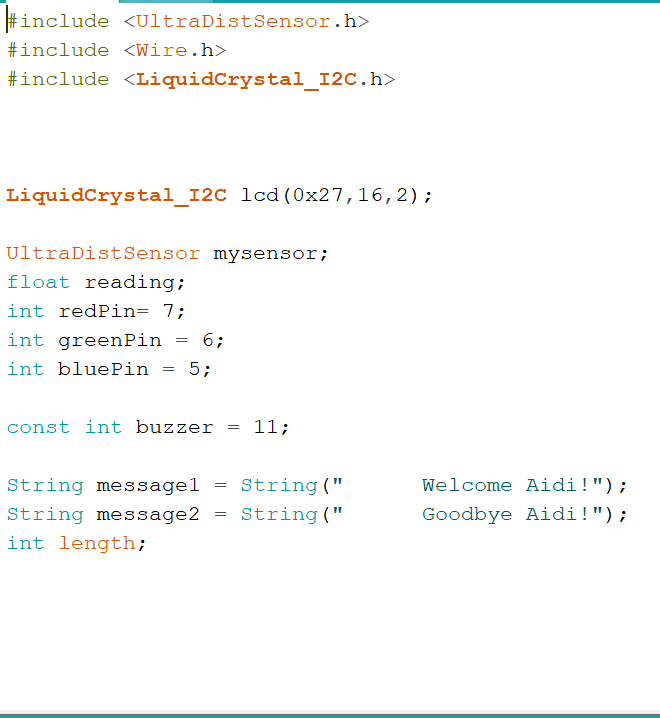 #include <UltraDistSensor.h>
#include <Wire.h>
#include <LiquidCrystal_I2C.h>
LiquidCrystal_I2C lcd(0x27,16,2);
UltraDistSensor mysensor;
float reading;
int redPin= 7;
int greenPin = 6;
int bluePin = 5;
const int buzzer = 11;
String message1 = String("      Welcome Aidi!");
String message2 = String("      Goodbye Aidi!");
int length;